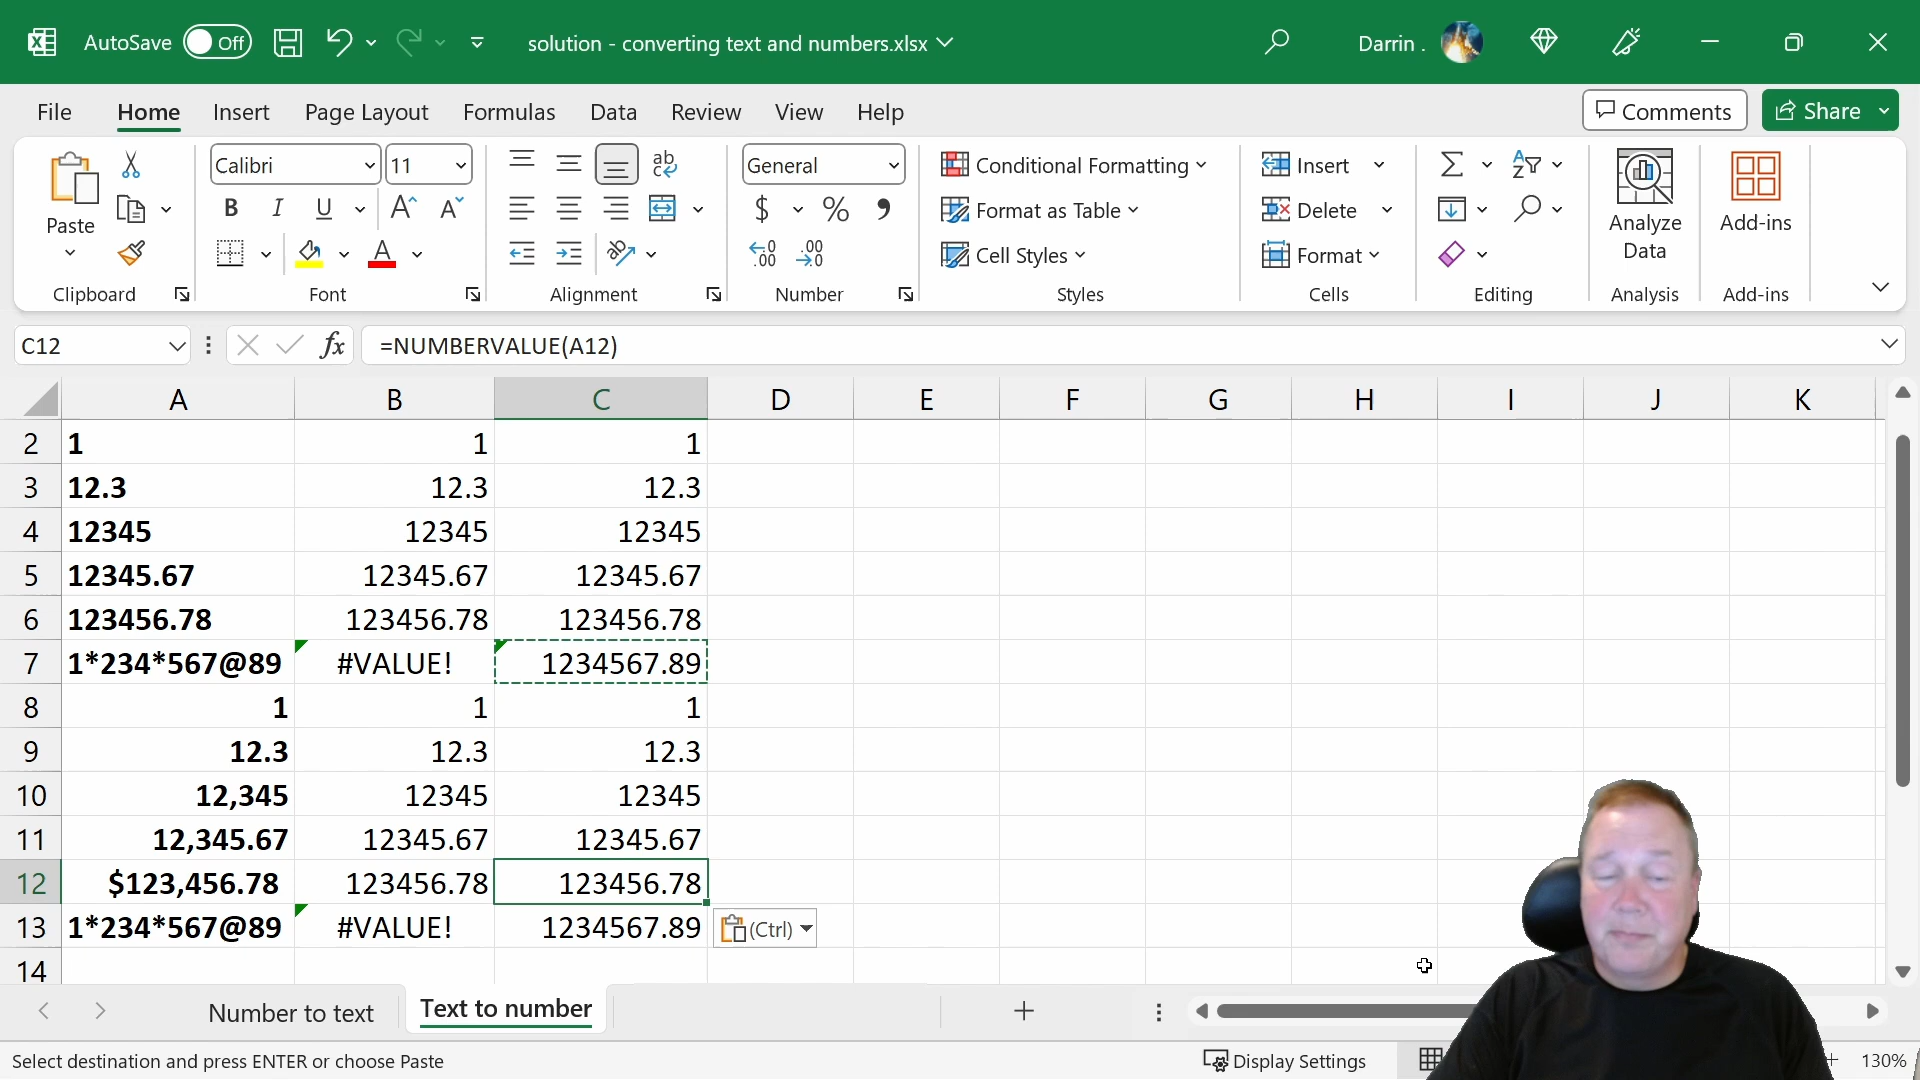 AutoSave Off solution - converting text and numbers.xlsx Darrin .
File Home Insert Page Layout Formulas Data Review View Help Comments Share
Paste Calibri 11 ab General Conditional Formatting Insert Analyze Data Add-ins
B I U A A $ % , Format as Table Delete
A .00 .00 Cell Styles Format
Clipboard Font Alignment Number Styles Cells Editing Analysis Add-ins
C12 fx =NUMBERVALUE(A12)
A B C D E F G H I J K
2 1 1 1
3 12.3 12.3 12.3
4 12345 12345 12345
5 12345.67 12345.67 12345.67
6 123456.78 123456.78 123456.78
7 1*234*567@89 #VALUE! 1234567.89
8 1 1 1
9 12.3 12.3 12.3
10 12,345 12345 12345
11 12,345.67 12345.67 12345.67
12 $123,456.78 123456.78 123456.78
13 1*234*567@89 #VALUE! 1234567.89 (Ctrl)
14
Number to text Text to number
Select destination and press ENTER or choose Paste Display Settings 130%